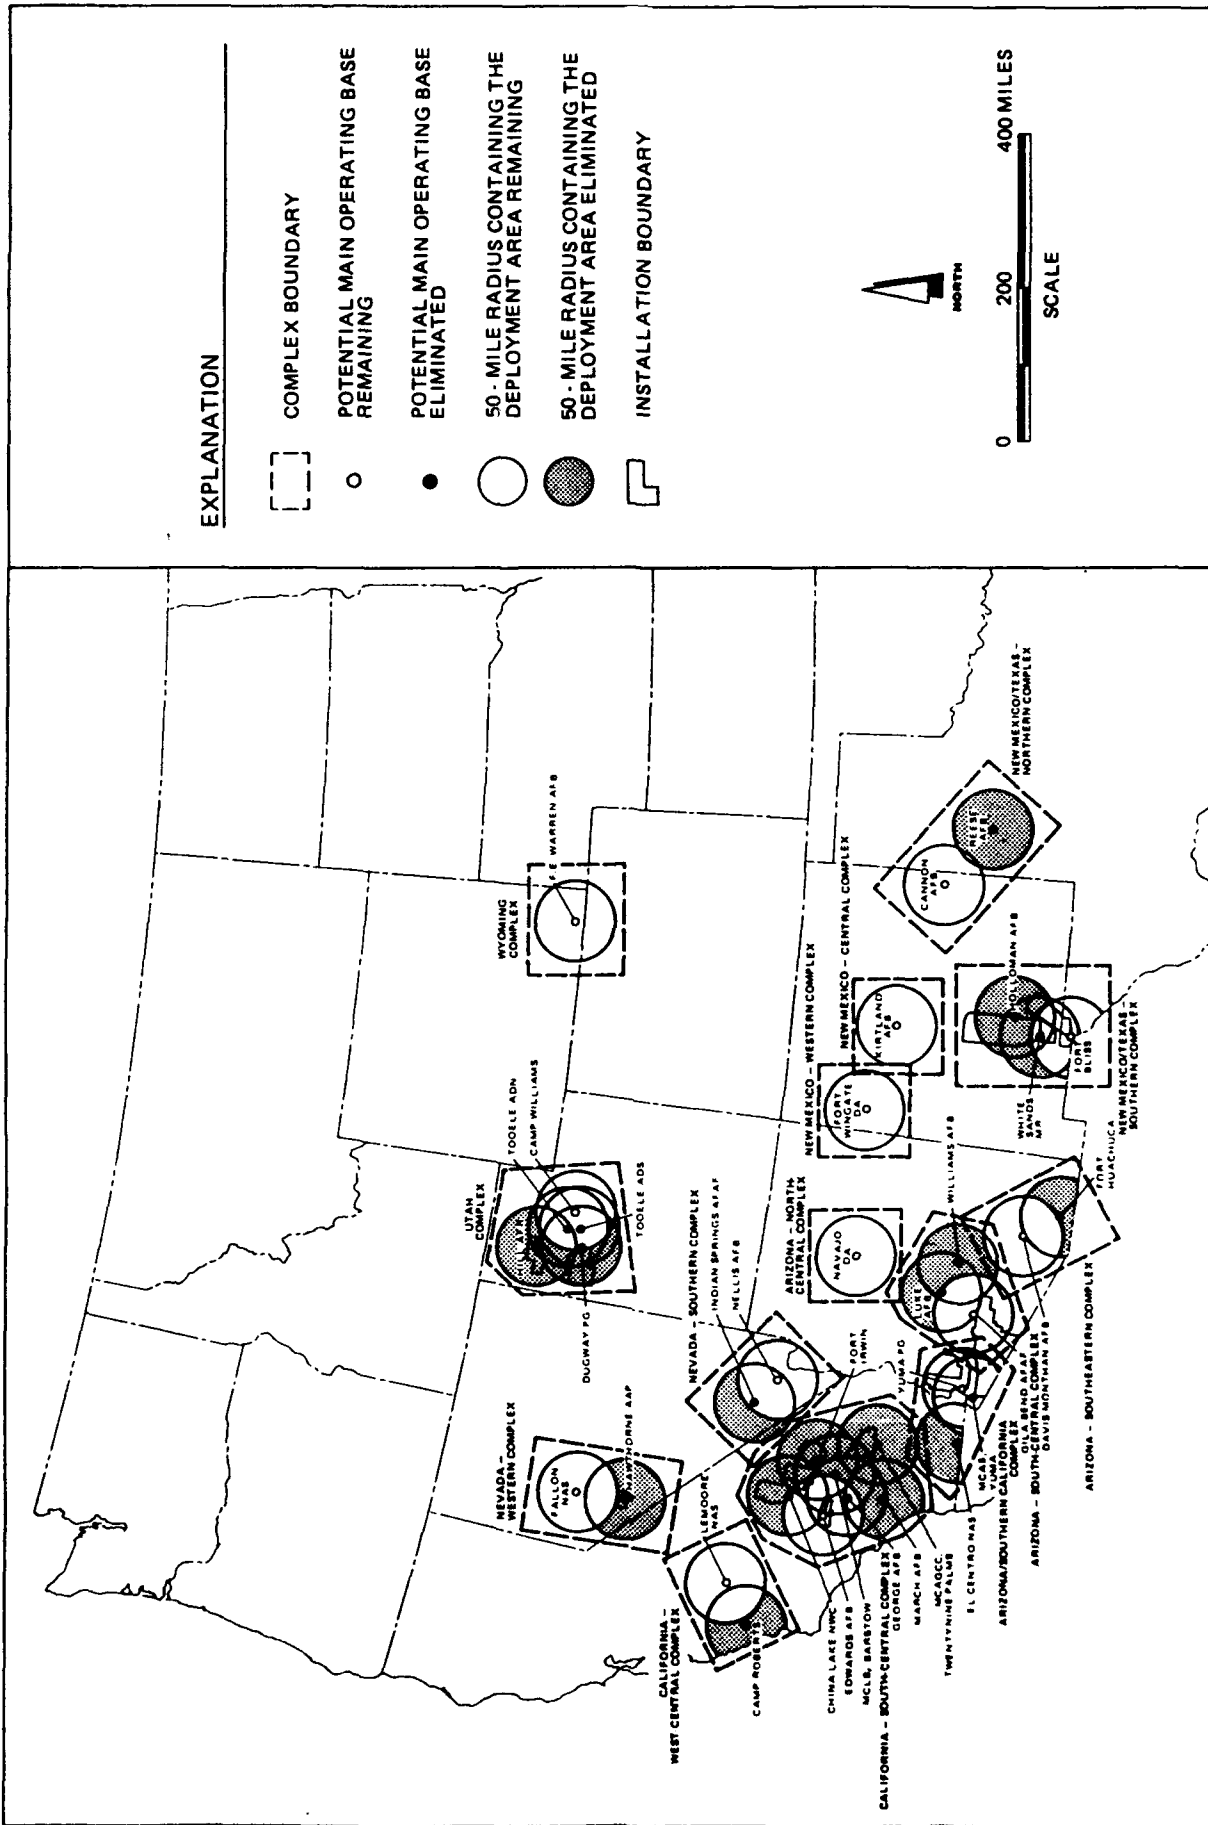 EXPLANATION
COMPLEX BOUNDARY
POTENTIAL MAIN OPERATING BASE
REMAINING
POTENTIAL MAIN OPERATING BASE
ELIMINATED
50 - MILE RADIUS CONTAINING THE
DEPLOYMENT AREA REMAINING
50 - MILE RADIUS CONTAINING THE
DEPLOYMENT AREA ELIMINATED
INSTALLATION BOUNDARY
NORTH
0
200
400 MILES
SCALE
WYOMING
COMPLEX
F.E. WARREN AFB
UTAH
COMPLEX
TOOELE ADN
CAMP WILLIAMS
HILL AFB
TOOELE ADS
DUGWAY PG
NEVADA –
WESTERN COMPLEX
FALLON
NAS
HAWTHORNE AAP
NEVADA – SOUTHERN COMPLEX
INDIAN SPRINGS AFAF
NELLIS AFB
CALIFORNIA –
WEST CENTRAL COMPLEX
LEMOORE
NAS
CAMP ROBERTS
FORT
IRWIN
CHINA LAKE NWC
EDWARDS AFB
MCLB, BARSTOW
CALIFORNIA – SOUTH-CENTRAL COMPLEX
GEORGE AFB
MARCH AFB
MCAGCC,
TWENTYNINE PALMS
EL CENTRO NAS
YUMA PG
MCAS,
YUMA
ARIZONA/SOUTHERN CALIFORNIA
COMPLEX
GILA BEND AFAF
ARIZONA – SOUTH-CENTRAL COMPLEX
DAVIS MONTHAN AFB
ARIZONA – SOUTHEASTERN COMPLEX
ARIZONA – NORTH-
CENTRAL COMPLEX
NAVAJO
DA
LUKE
AFB
WILLIAMS AFB
FORT
HUACHUCA
NEW MEXICO – WESTERN COMPLEX
FORT
WINGATE
DA
NEW MEXICO – CENTRAL COMPLEX
KIRTLAND
AFB
HOLLOMAN AFB
WHITE
SANDS
MR
FORT
BLISS
NEW MEXICO/TEXAS –
SOUTHERN COMPLEX
CANNON
AFB
REESE
AFB
NEW MEXICO/TEXAS –
NORTHERN COMPLEX